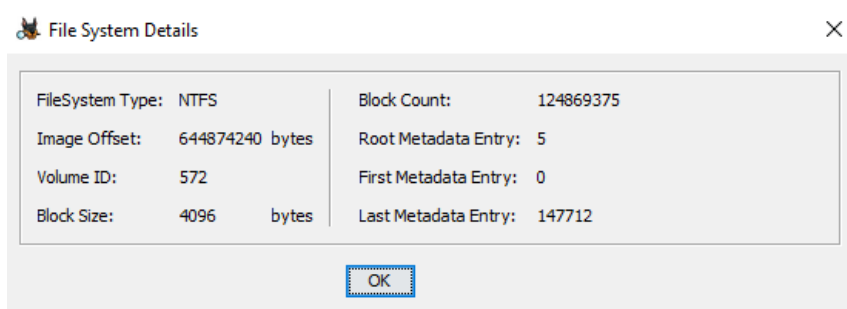 File System Details
FileSystem Type: NTFS
Image Offset: 644874240 bytes
Volume ID: 572
Block Size: 4096 bytes
Block Count: 124869375
Root Metadata Entry: 5
First Metadata Entry: 0
Last Metadata Entry: 147712
OK